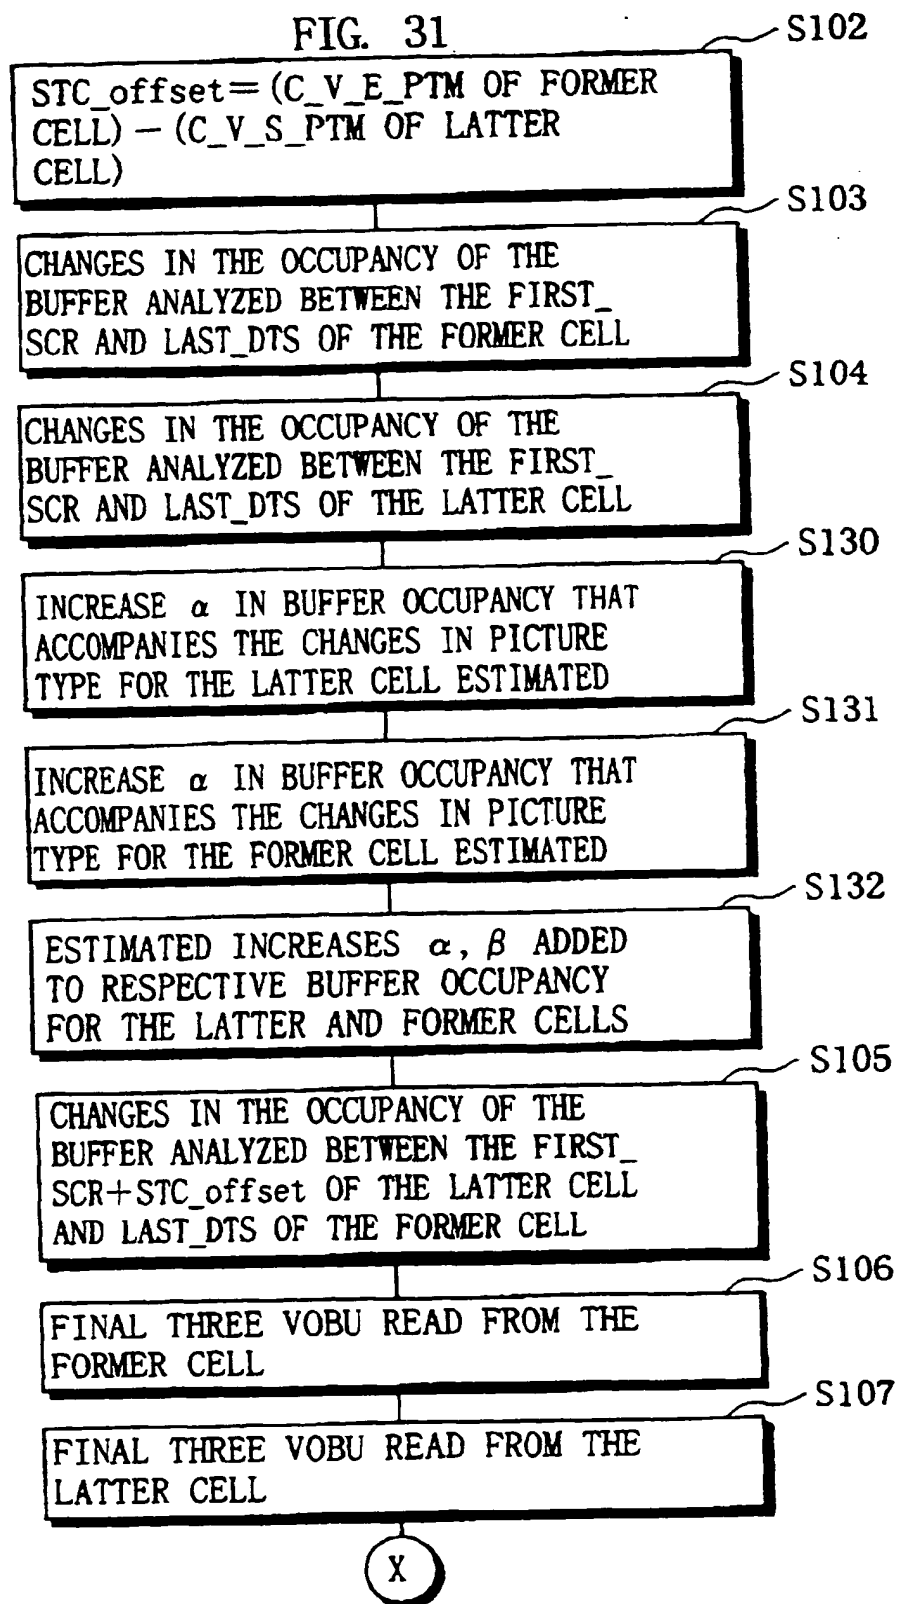 FIG. 31
S102
STC_offset=(C_V_E_PTM OF FORMER
CELL)-(C_V_S_PTM OF LATTER
CELL)
S103
CHANGES IN THE OCCUPANCY OF THE
BUFFER ANALYZED BETWEEN THE FIRST_
SCR AND LAST_DTS OF THE FORMER CELL
S104
CHANGES IN THE OCCUPANCY OF THE
BUFFER ANALYZED BETWEEN THE FIRST_
SCR AND LAST_DTS OF THE LATTER CELL
S130
INCREASE α IN BUFFER OCCUPANCY THAT
ACCOMPANIES THE CHANGES IN PICTURE
TYPE FOR THE LATTER CELL ESTIMATED
S131
INCREASE α IN BUFFER OCCUPANCY THAT
ACCOMPANIES THE CHANGES IN PICTURE
TYPE FOR THE FORMER CELL ESTIMATED
S132
ESTIMATED INCREASES α, β ADDED
TO RESPECTIVE BUFFER OCCUPANCY
FOR THE LATTER AND FORMER CELLS
S105
CHANGES IN THE OCCUPANCY OF THE
BUFFER ANALYZED BETWEEN THE FIRST_
SCR+STC_offset OF THE LATTER CELL
AND LAST_DTS OF THE FORMER CELL
S106
FINAL THREE VOBU READ FROM THE
FORMER CELL
S107
FINAL THREE VOBU READ FROM THE
LATTER CELL
X